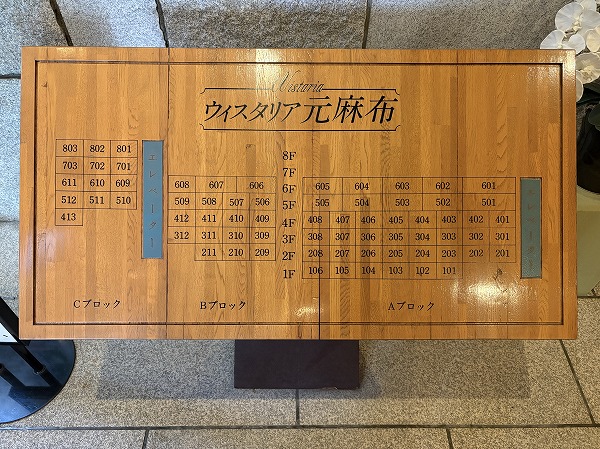 Wistaria
ウィスタリア元麻布
803 802 801 8F
703 702 701 7F
611 610 609 608 607 606 6F 605 604 603 602 601
512 511 510 509 508 507 506 5F 505 504 503 502 501
413 412 411 410 409 4F 408 407 406 405 404 403 402 401
312 311 310 309 3F 308 307 306 305 304 303 302 301
211 210 209 2F 208 207 206 205 204 203 202 201
1F 106 105 104 103 102 101
エレベーター
Cブロック
Bブロック
Aブロック